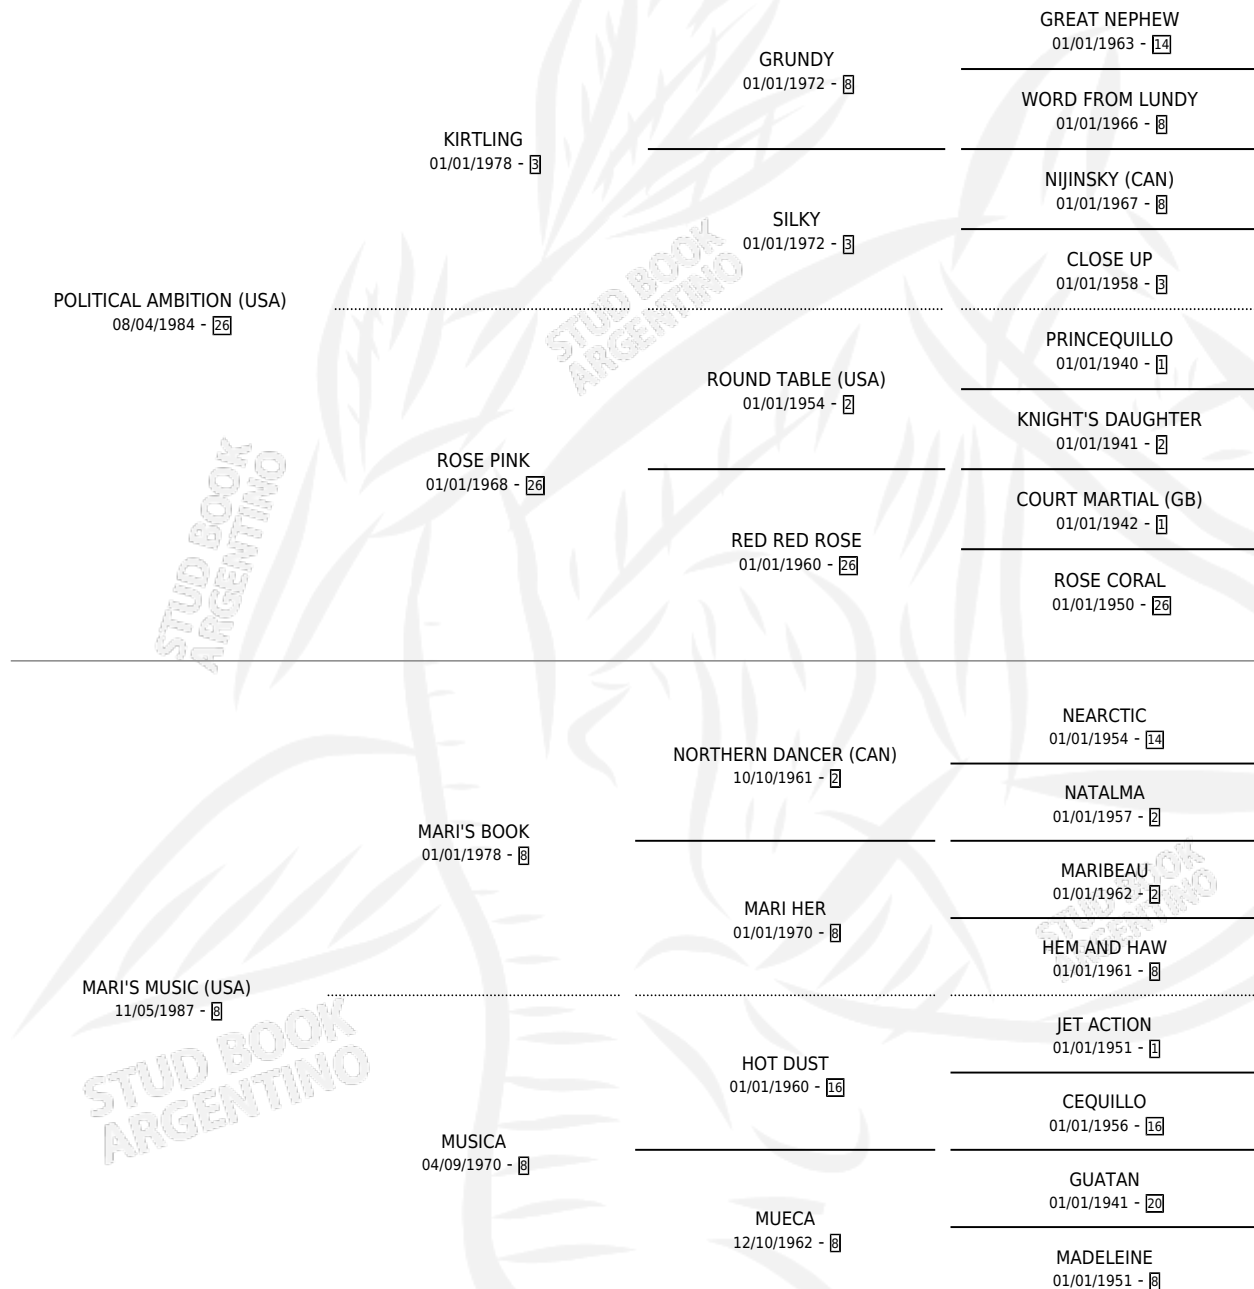 GREAT NEPHEW
01/01/1963 - 14
GRUNDY
01/01/1972 - 8
WORD FROM LUNDY
01/01/1966 - 8
KIRTLING
01/01/1978 - 3
NIJINSKY (CAN)
01/01/1967 - 8
SILKY
01/01/1972 - 3
CLOSE UP
01/01/1958 - 3
POLITICAL AMBITION (USA)
08/04/1984 - 26
PRINCEQUILLO
01/01/1940 - 1
ROUND TABLE (USA)
01/01/1954 - 2
KNIGHT'S DAUGHTER
01/01/1941 - 2
ROSE PINK
01/01/1968 - 26
COURT MARTIAL (GB)
01/01/1942 - 1
RED RED ROSE
01/01/1960 - 26
ROSE CORAL
01/01/1950 - 26
NEARCTIC
01/01/1954 - 14
NORTHERN DANCER (CAN)
10/10/1961 - 2
NATALMA
01/01/1957 - 2
MARI'S BOOK
01/01/1978 - 8
MARIBEAU
01/01/1962 - 2
MARI HER
01/01/1970 - 8
HEM AND HAW
01/01/1961 - 8
MARI'S MUSIC (USA)
11/05/1987 - 8
JET ACTION
01/01/1951 - 1
HOT DUST
01/01/1960 - 16
CEQUILLO
01/01/1956 - 16
MUSICA
04/09/1970 - 8
GUATAN
01/01/1941 - 20
MUECA
12/10/1962 - 8
MADELEINE
01/01/1951 - 8
STUD BOOK
ARGENTINO
STUD BOOK
ARGENTINO
STUD BOOK
ARGENTINO
STUD BOOK
ARGENTINO